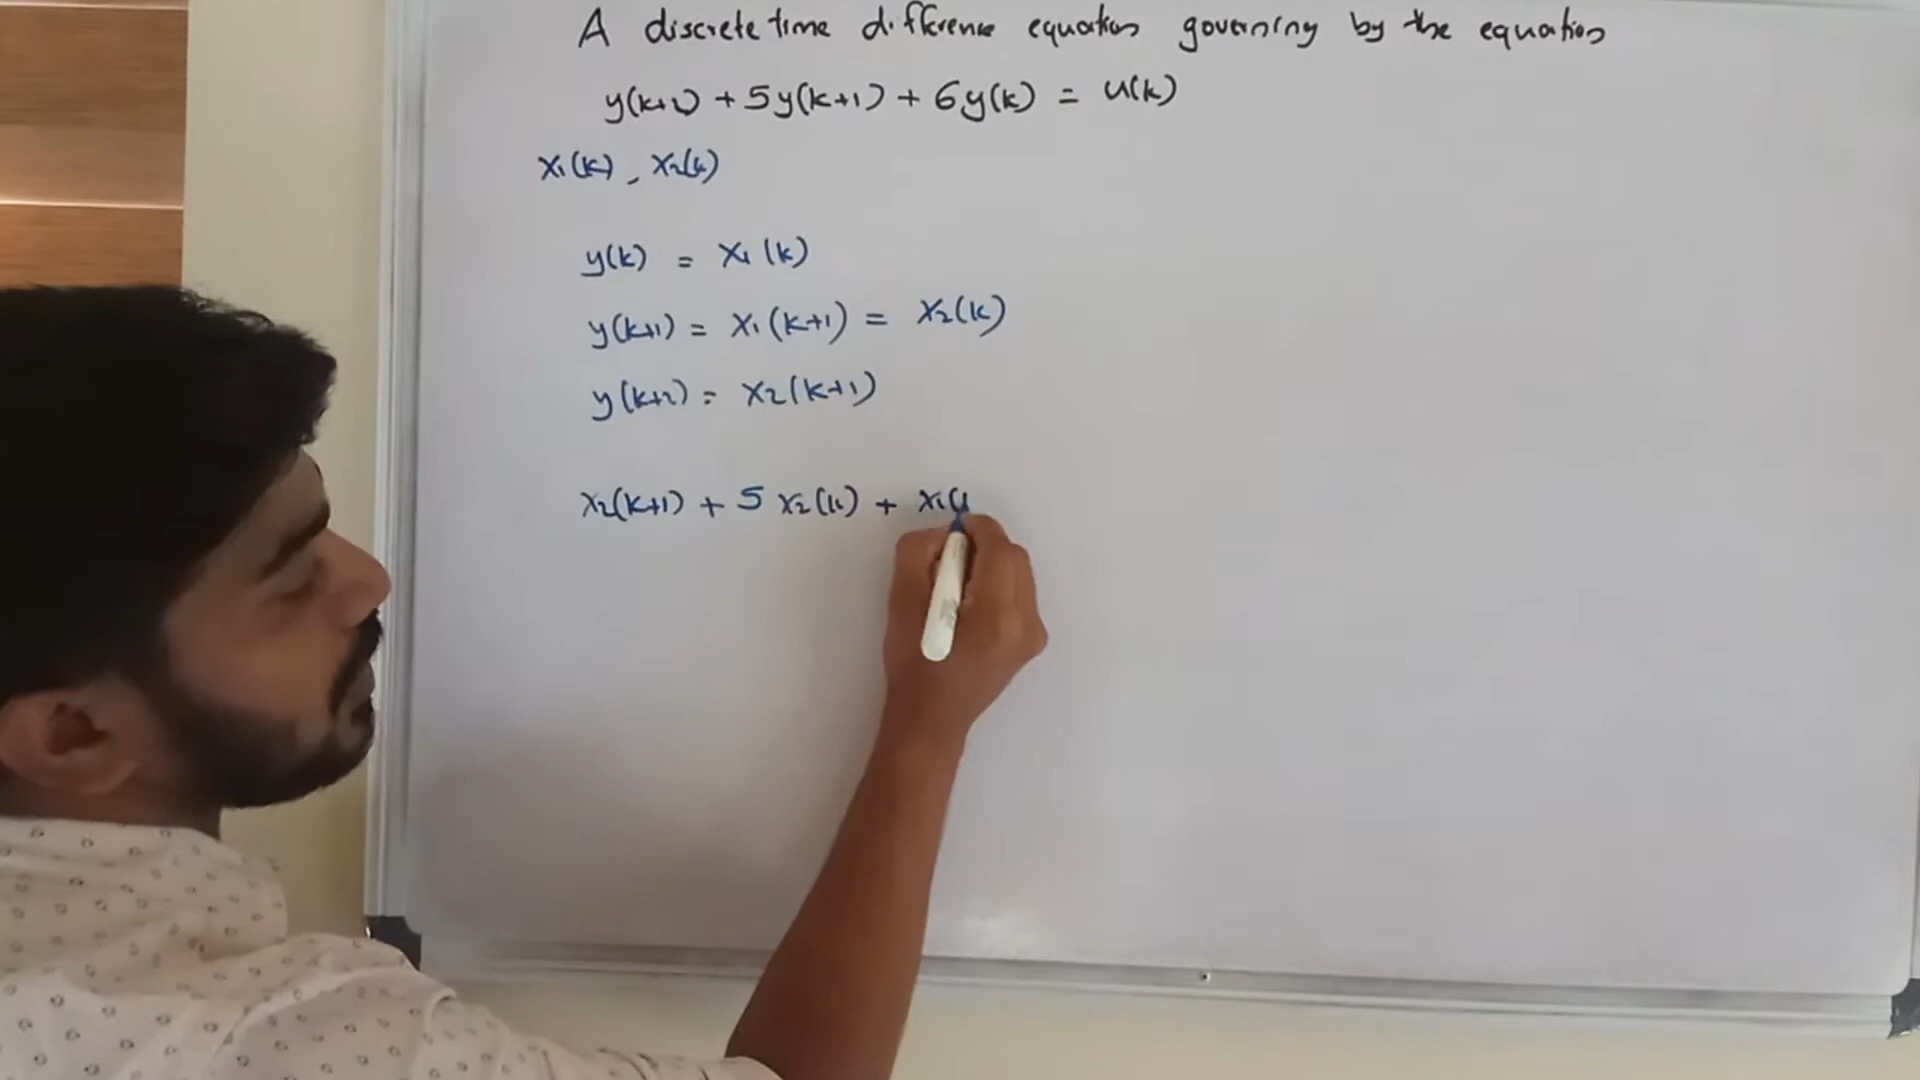 A discrete time difference equation governing by the equation
y(k+2) + 5y(k+1) + 6y(k) = u(k)
x₁(k), x₂(k)
y(k) = x₁(k)
y(k+1) = x₁(k+1) = x₂(k)
y(k+2) = x₂(k+1)
x₂(k+1) + 5 x₂(k) + x₁(k